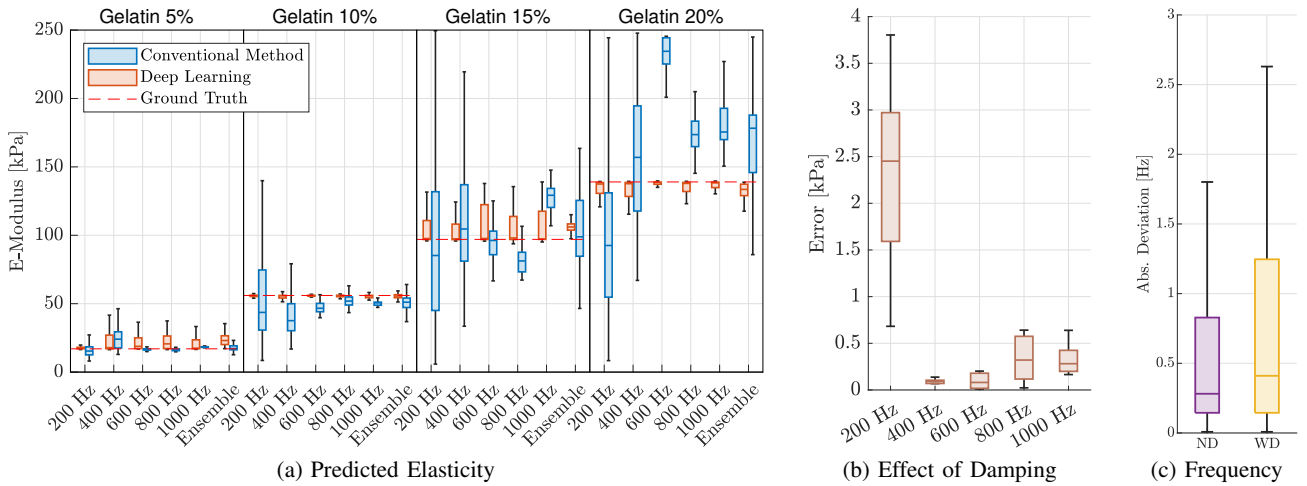 Gelatin 5% Gelatin 10% Gelatin 15% Gelatin 20%
E-Modulus [kPa]
250
200
150
100
50
0
Conventional Method
Deep Learning
Ground Truth
200 Hz 400 Hz 600 Hz 800 Hz 1000 Hz Ensemble 200 Hz 400 Hz 600 Hz 800 Hz 1000 Hz Ensemble 200 Hz 400 Hz 600 Hz 800 Hz 1000 Hz Ensemble 200 Hz 400 Hz 600 Hz 800 Hz 1000 Hz Ensemble
(a) Predicted Elasticity
Error [kPa]
4
3.5
3
2.5
2
1.5
1
0.5
0
200 Hz 400 Hz 600 Hz 800 Hz 1000 Hz
(b) Effect of Damping
Abs. Deviation [Hz]
3
2.5
2
1.5
1
0.5
0
ND WD
(c) Frequency